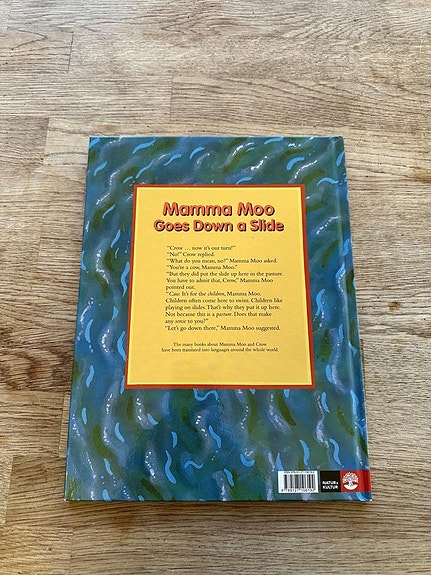 Mamma Moo
Goes Down a Slide
"Crow ... now it's our turn!"
"No!" Crow replied.
"What do you mean, no?" Mamma Moo asked.
"You're a cow, Mamma Moo."
"But they did put the slide up here in the pasture.
You have to admit that, Crow," Mamma Moo
pointed out.
"Caw. It's for the children, Mamma Moo.
Children often come here to swim. Children like
playing on slides. That's why they put it up here.
Not because this is a pasture. Does that make
any sense to you?"
"Let's go down there," Mamma Moo suggested.
The many books about Mamma Moo and Crow
have been translated into languages around the whole world.
NATUR &
KULTUR